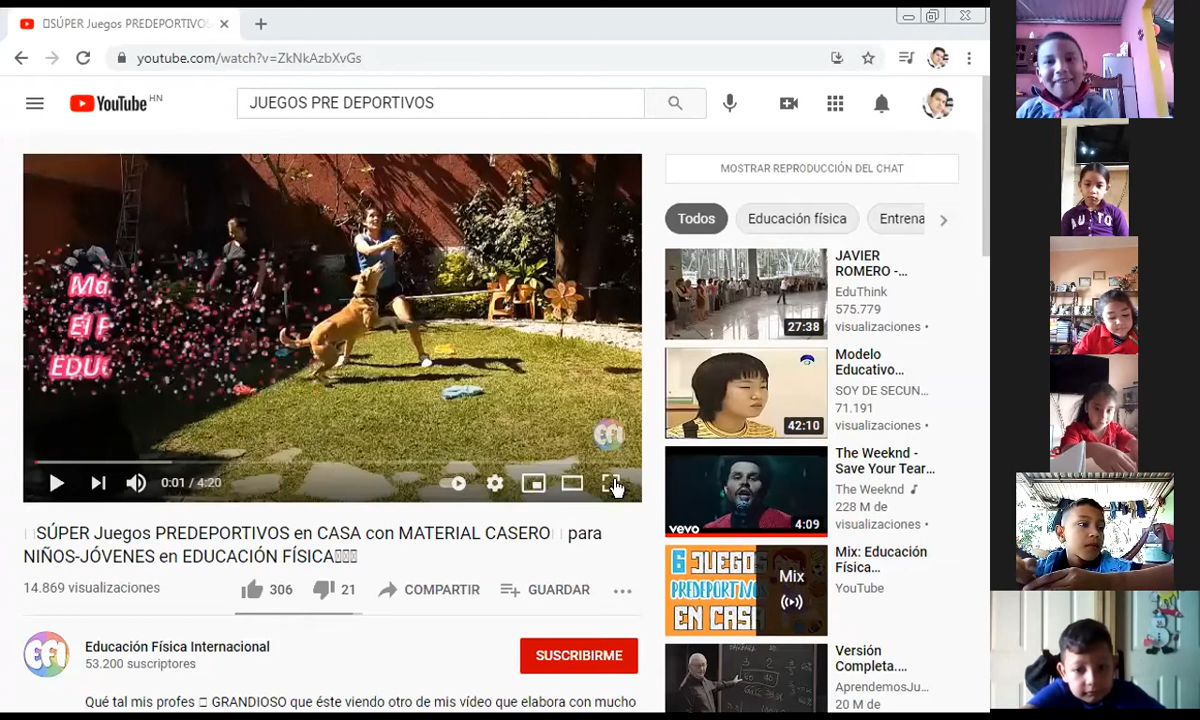 SÚPER Juegos PREDEPORTIVOS
youtube.com/watch?v=ZkNkAzbXvGs
YouTube HN
JUEGOS PRE DEPORTIVOS
EDU
EFI
0:01 / 4:20
SÚPER Juegos PREDEPORTIVOS en CASA con MATERIAL CASERO para
NIÑOS-JÓVENES en EDUCACIÓN FÍSICA
14.869 visualizaciones
306
21
COMPARTIR
GUARDAR
EFI
Educación Física Internacional
53.200 suscriptores
SUSCRIBIRME
Qué tal mis profes GRANDIOSO que éste viendo otro de mis vídeo que elabora con mucho
MOSTRAR REPRODUCCIÓN DEL CHAT
Todos
Educación física
Entrena
27:38
JAVIER
ROMERO -...
EduThink
575.779
visualizaciones •
42:10
Modelo
Educativo...
SOY DE SECUN...
71.191
visualizaciones •
vevo
4:09
The Weeknd -
Save Your Tear...
The Weeknd
228 M de
visualizaciones •
6 JUEGOS
PREDEPORTIVOS
EN CASA
Mix
Mix: Educación
Física...
YouTube
Versión
Completa....
AprendemosJu...
20 M de